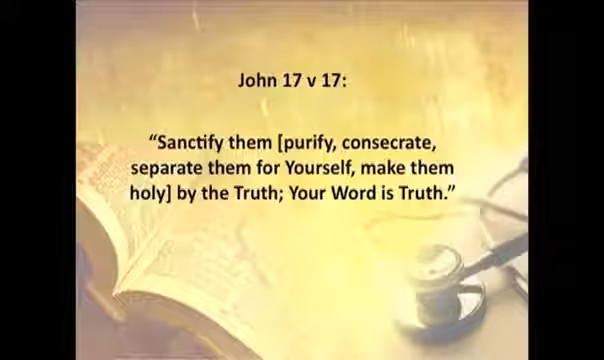 John 17 v 17:
“Sanctify them [purify, consecrate,
separate them for Yourself, make them
holy] by the Truth; Your Word is Truth.”